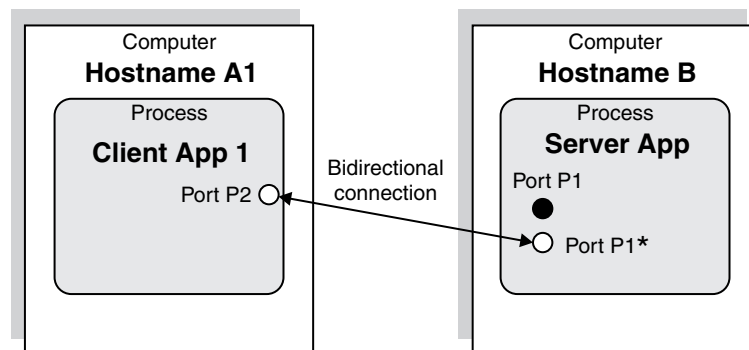 Computer
Hostname A1
Process
Client App 1
Port P2
Bidirectional
connection
Computer
Hostname B
Process
Server App
Port P1
Port P1*